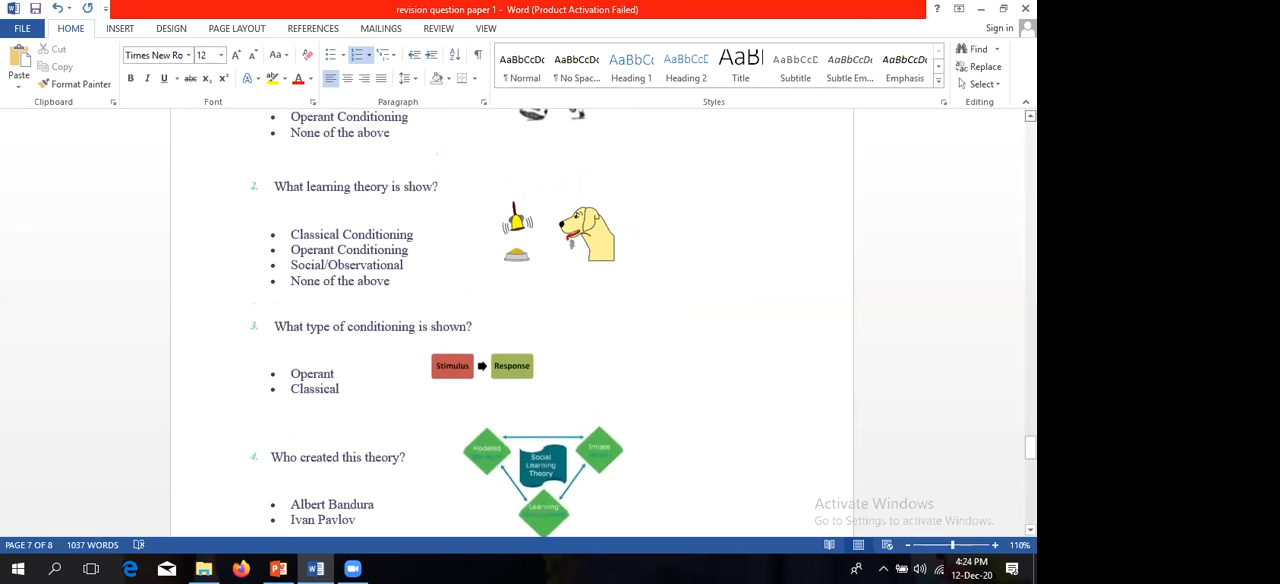 revision question paper 1 - Word (Product Activation Failed)
? Sign in
FILE HOME INSERT DESIGN PAGE LAYOUT REFERENCES MAILINGS REVIEW VIEW
Paste
Cut
Copy
Format Painter
Clipboard
Times New Ro 12
Font
Paragraph
AaBbCcDc AaBbCcDc AaBbCc AaBbCcC AaBl AaBbCcC AaBbCcDc AaBbCcDc
¶ Normal ¶ No Spac... Heading 1 Heading 2 Title Subtitle Subtle Em... Emphasis
Styles
Find
Replace
Select
Editing
• Operant Conditioning
• None of the above
2. What learning theory is show?
• Classical Conditioning
• Operant Conditioning
• Social/Observational
• None of the above
3. What type of conditioning is shown?
Stimulus Response
• Operant
• Classical
4. Who created this theory?
Modeled
Social
Learning
Theory
Learning
• Albert Bandura
• Ivan Pavlov
Activate Windows
Go to Settings to activate Windows.
PAGE 7 OF 8 1037 WORDS 110%
4:24 PM
12-Dec-20